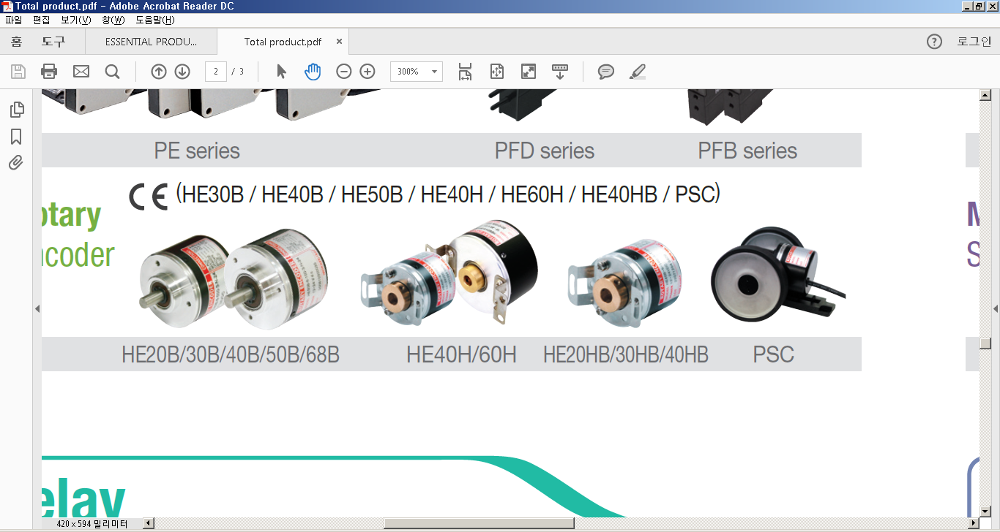 Total product.pdf - Adobe Acrobat Reader DC
파일 편집 보기(V) 창(W) 도움말(H)
홈 도구 ESSENTIAL PRODU... Total product.pdf × ? 로그인
2 / 3 300%
PE series PFD series PFB series
CE (HE30B / HE40B / HE50B / HE40H / HE60H / HE40HB / PSC)
otary M
coder S
HE20B/30B/40B/50B/68B HE40H/60H HE20HB/30HB/40HB PSC
elay
420 x 594 밀리미터